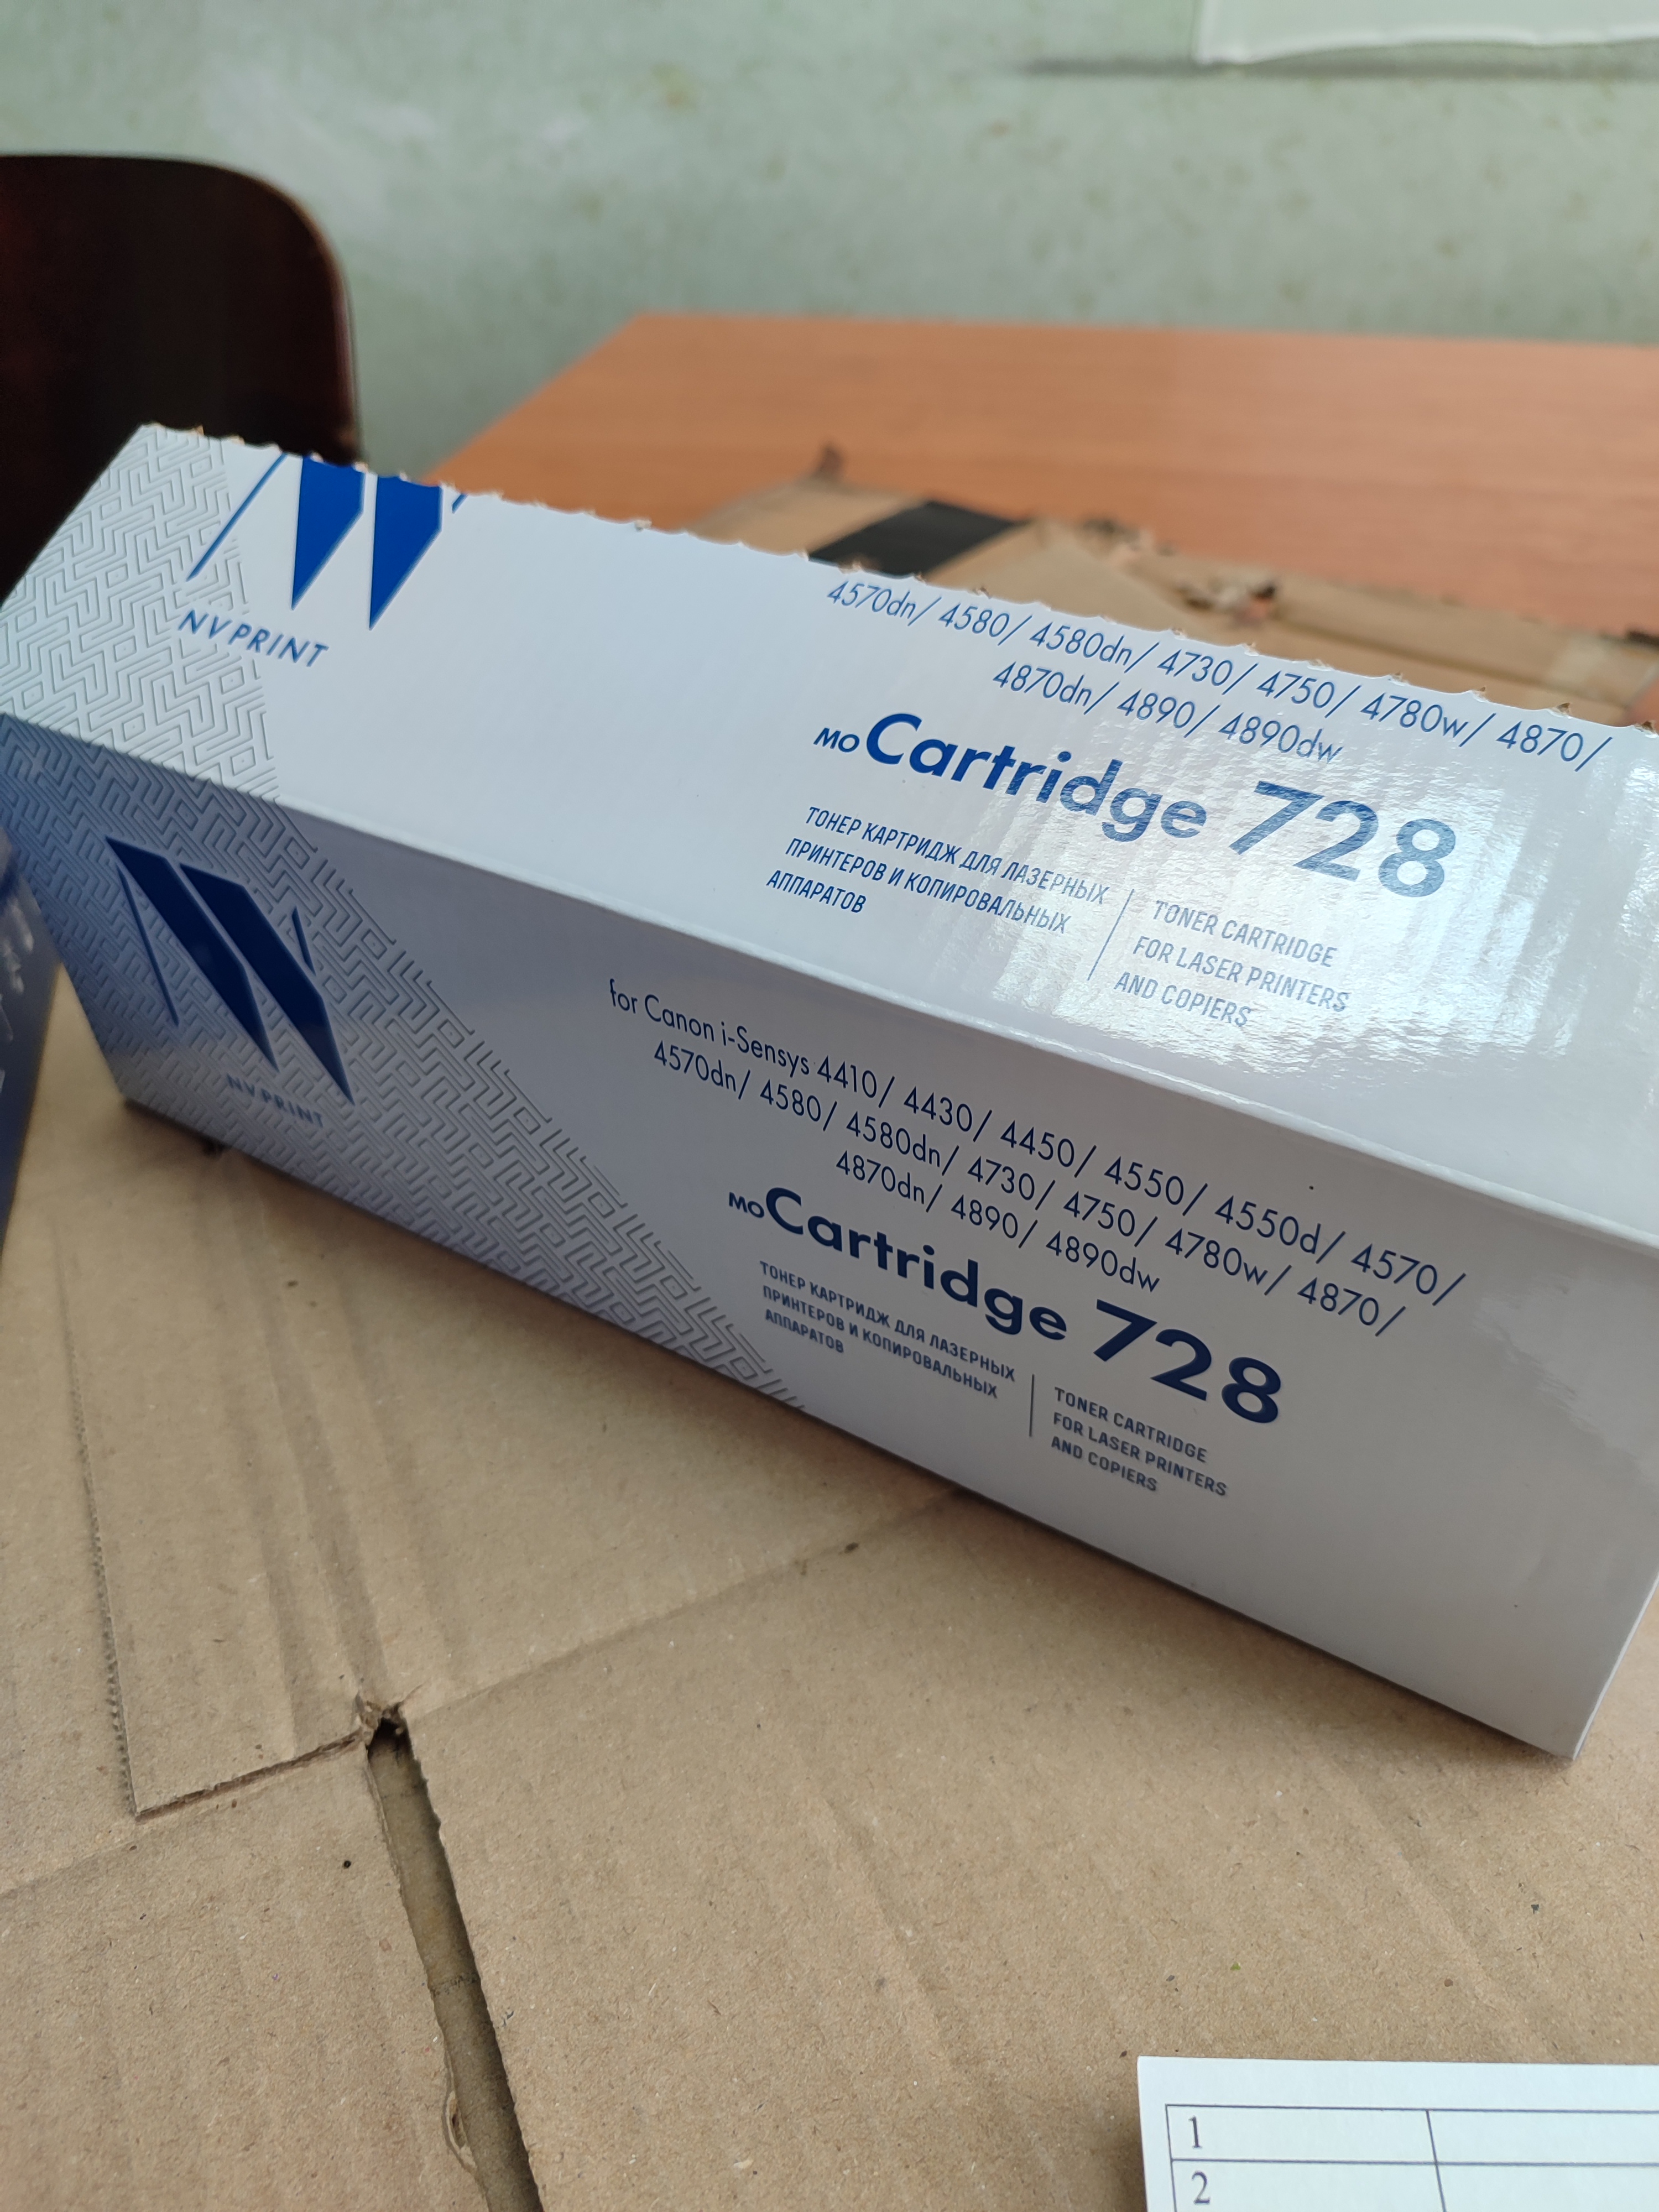 NV PRINT
4570dn/ 4580/ 4580dn/ 4730/ 4750/ 4780w/ 4870/
4870dn/ 4890/ 4890dw
MO Cartridge 728
ТОНЕР КАРТРИДЖ ДЛЯ ЛАЗЕРНЫХ
ПРИНТЕРОВ И КОПИРОВАЛЬНЫХ
АППАРАТОВ
TONER CARTRIDGE
FOR LASER PRINTERS
AND COPIERS
NV PRINT
for Canon i-Sensys 4410/ 4430/ 4450/ 4550/ 4550d/ 4570/
4570dn/ 4580/ 4580dn/ 4730/ 4750/ 4780w/ 4870/
4870dn/ 4890/ 4890dw
MO Cartridge 728
ТОНЕР КАРТРИДЖ ДЛЯ ЛАЗЕРНЫХ
ПРИНТЕРОВ И КОПИРОВАЛЬНЫХ
АППАРАТОВ
TONER CARTRIDGE
FOR LASER PRINTERS
AND COPIERS
1
2